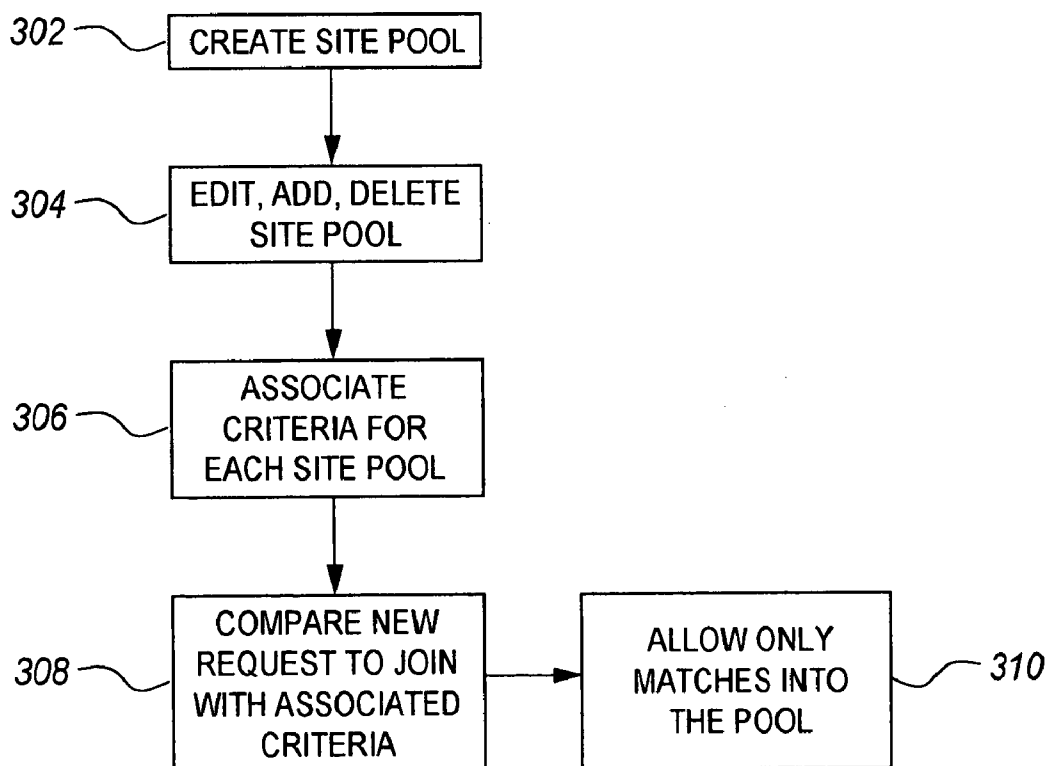 302
CREATE SITE POOL
304
EDIT, ADD, DELETE
SITE POOL
306
ASSOCIATE
CRITERIA FOR
EACH SITE POOL
308
COMPARE NEW
REQUEST TO JOIN
WITH ASSOCIATED
CRITERIA
ALLOW ONLY
MATCHES INTO
THE POOL
310